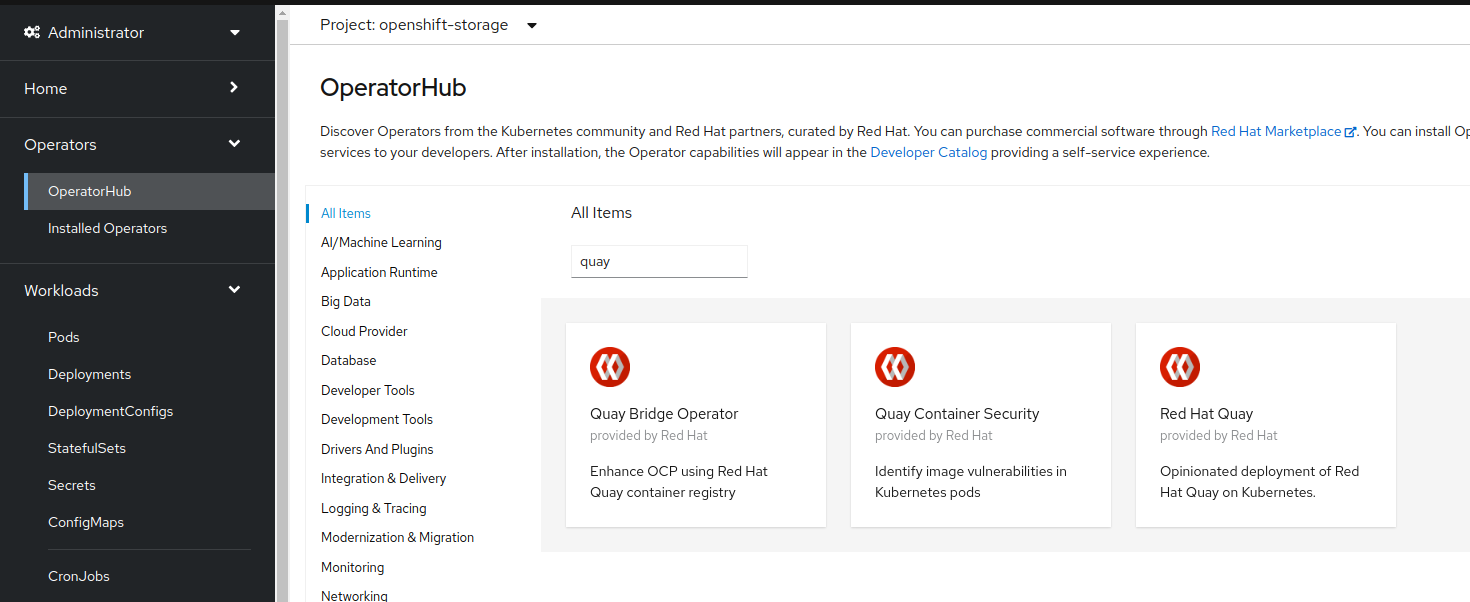 Administrator
Home
Operators
OperatorHub
Installed Operators
Workloads
Pods
Deployments
DeploymentConfigs
StatefulSets
Secrets
ConfigMaps
CronJobs
Project: openshift-storage
OperatorHub
Discover Operators from the Kubernetes community and Red Hat partners, curated by Red Hat. You can purchase commercial software through Red Hat Marketplace. You can install
services to your developers. After installation, the Operator capabilities will appear in the Developer Catalog providing a self-service experience.
All Items
AI/Machine Learning
Application Runtime
Big Data
Cloud Provider
Database
Developer Tools
Development Tools
Drivers And Plugins
Integration & Delivery
Logging & Tracing
Modernization & Migration
Monitoring
Networking
All Items
quay
Quay Bridge Operator
provided by Red Hat
Enhance OCP using Red Hat
Quay container registry
Quay Container Security
provided by Red Hat
Identify image vulnerabilities in
Kubernetes pods
Red Hat Quay
provided by Red Hat
Opinionated deployment of Red
Hat Quay on Kubernetes.